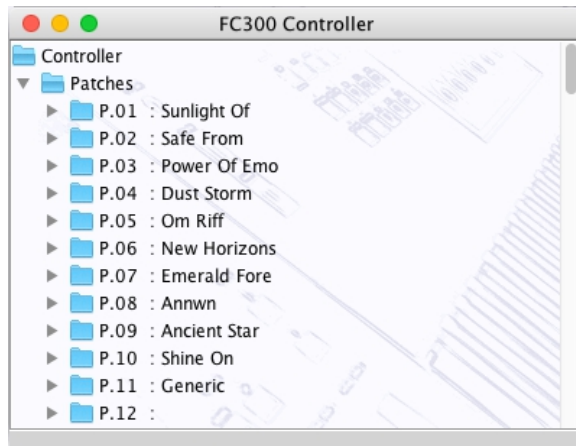 FC300 Controller
Controller
Patches
P.01 : Sunlight Of
P.02 : Safe From
P.03 : Power Of Emo
P.04 : Dust Storm
P.05 : Om Riff
P.06 : New Horizons
P.07 : Emerald Fore
P.08 : Annwn
P.09 : Ancient Star
P.10 : Shine On
P.11 : Generic
P.12 :